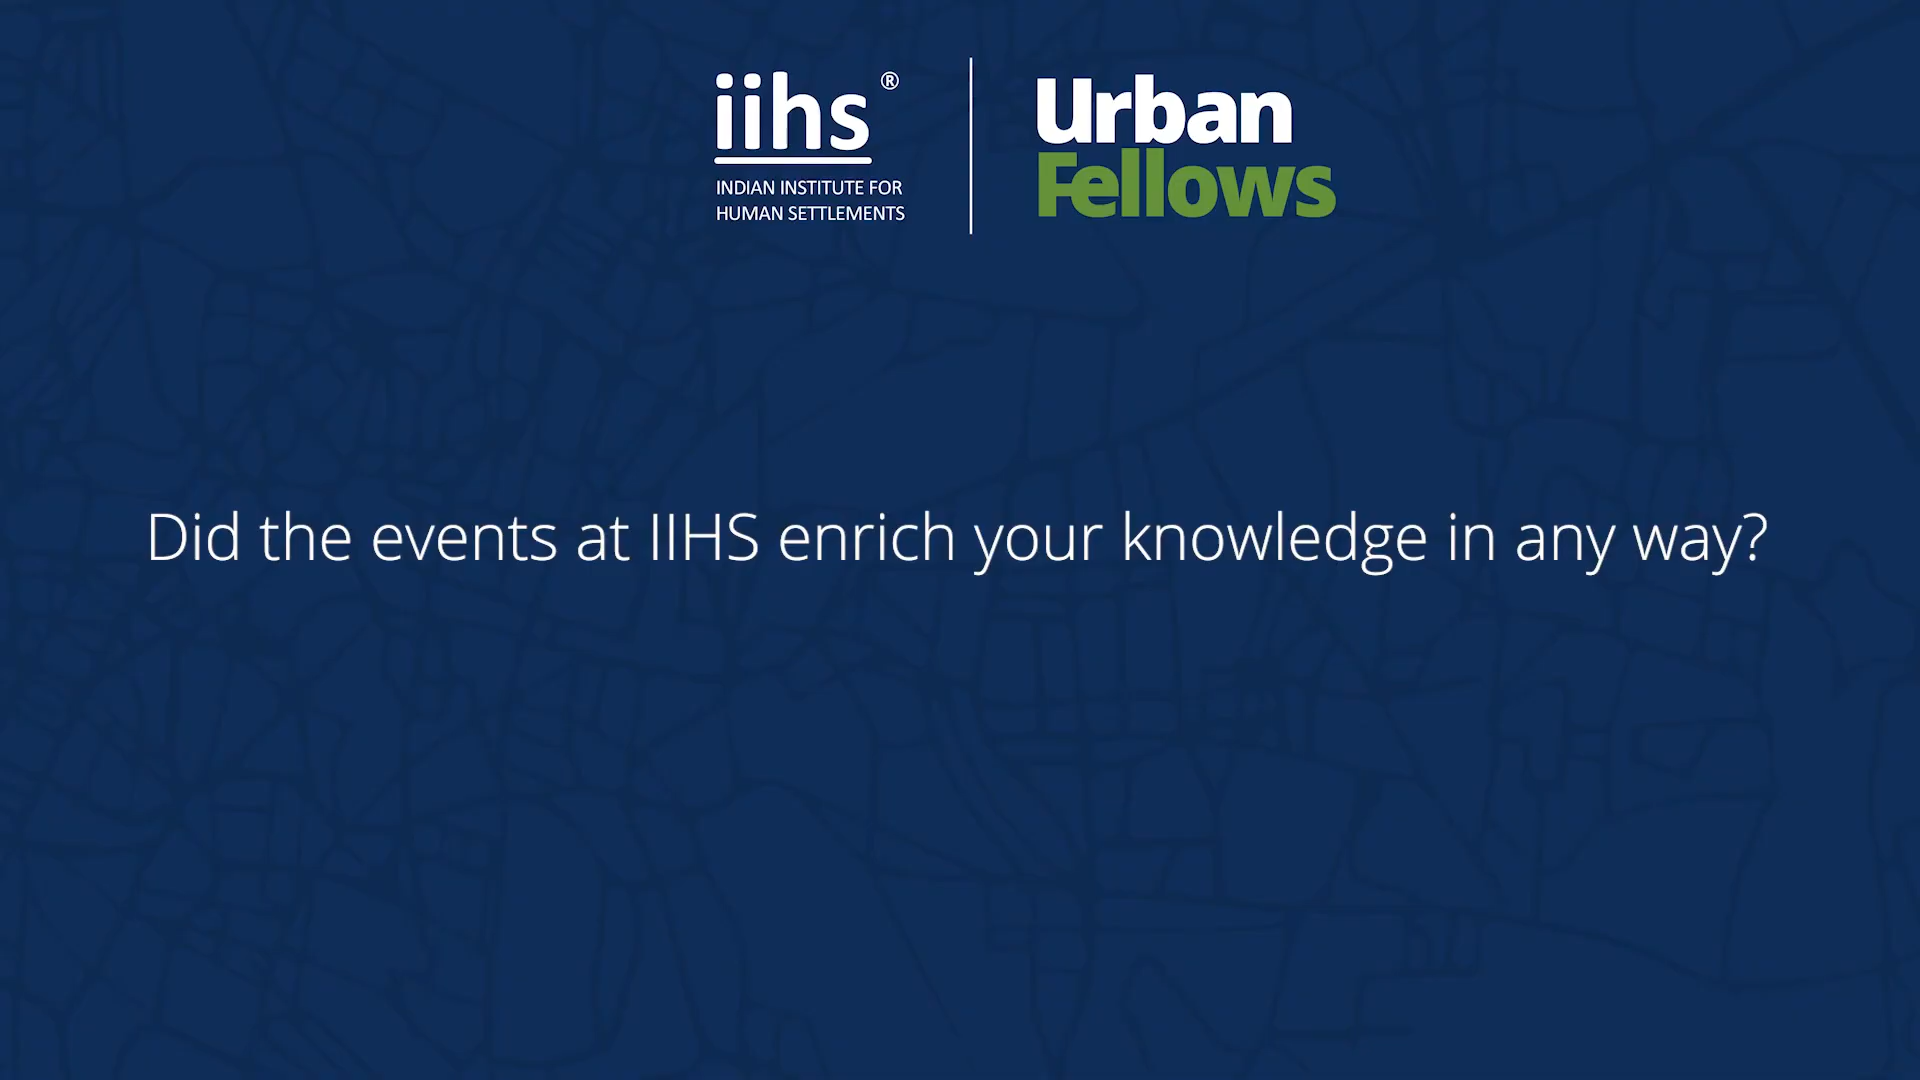 iihs®
INDIAN INSTITUTE FOR
HUMAN SETTLEMENTS
Urban
Fellows
Did the events at IIHS enrich your knowledge in any way?